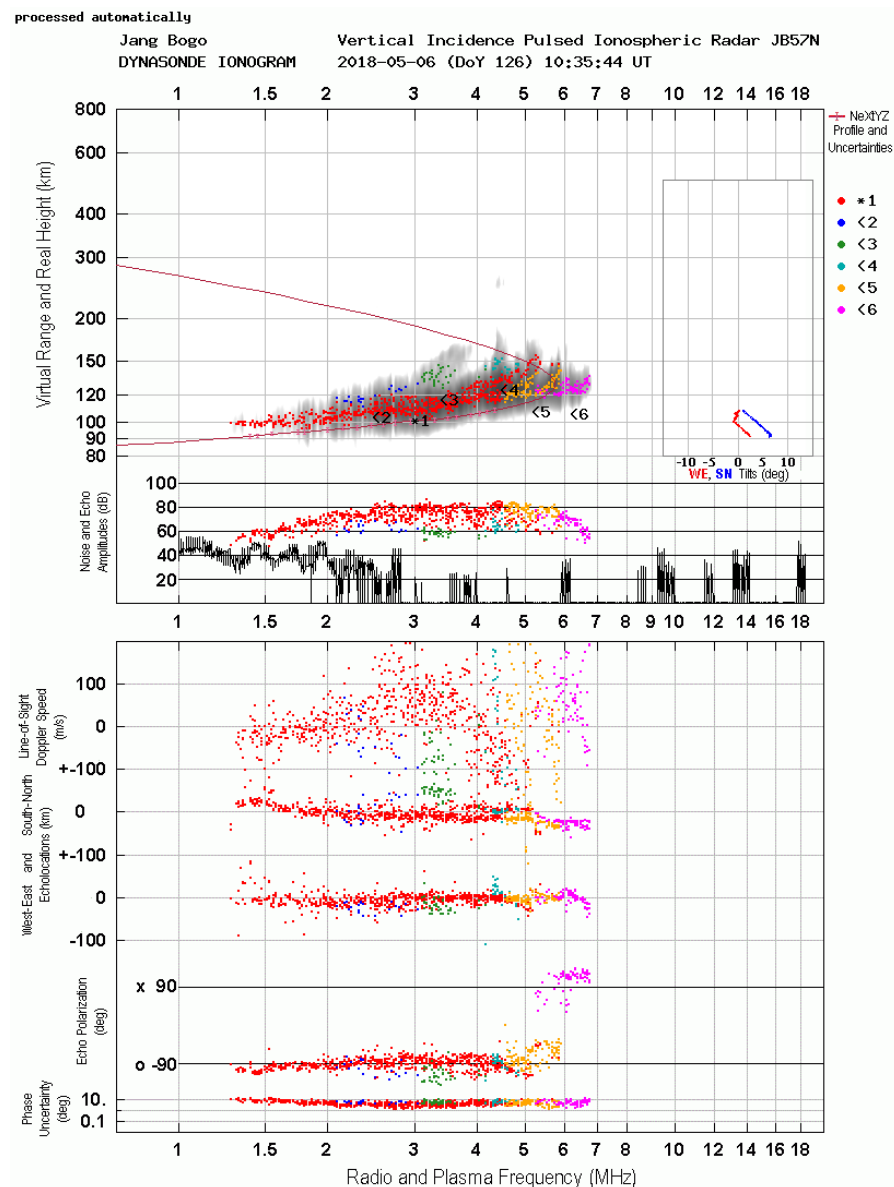 processed automatically
Jang Bogo Vertical Incidence Pulsed Ionospheric Radar JB57N
DYNASONDE IONOGRAM 2018-05-06 (DoY 126) 10:35:44 UT
1 1.5 2 3 4 5 6 7 8 9 10 12 14 16 18
Virtual Range and Real Height (km)
800
600
400
300
200
150
120
100
90
80
NeXtYZ
Profile and
Uncertainties
*1
<2
<3
<4
<5
<6
<2
*1
<3
<4
<5
<6
-10 -5 0 5 10
WE, SN Tilts (deg)
Noise and Echo
Amplitudes (dB)
100
80
60
40
20
1 1.5 2 3 4 5 6 7 8 9 10 12 14 16 18
Line-of-Sight
Doppler Speed
(m/s)
100
0
+-100
West-East and South-North
Echolocations (km)
0
+-100
0
-100
Echo Polarization
(deg)
x 90
o -90
Phase
Uncertainty
(deg)
10.
0.1
1 1.5 2 3 4 5 6 7 8 9 10 12 14 16 18
Radio and Plasma Frequency (MHz)